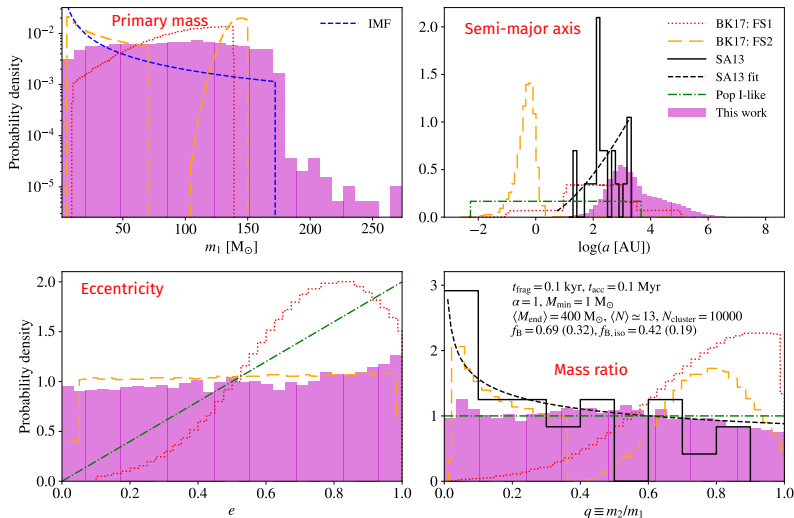 Primary mass
IMF
10⁻²
10⁻³
10⁻⁴
10⁻⁵
Probability density
50 100 150 200 250
m₁ [M⊙]
Semi-major axis
BK17: FS1
BK17: FS2
SA13
SA13 fit
Pop I-like
This work
2.0
1.5
1.0
0.5
0.0
−2 0 2 4 6 8
log(a [AU])
Eccentricity
2.0
1.5
1.0
0.5
0.0
Probability density
0.0 0.2 0.4 0.6 0.8 1.0
e
t_frag = 0.1 kyr, t_acc = 0.1 Myr
α = 1, M_min = 1 M⊙
⟨M_end⟩ = 400 M⊙, ⟨N⟩ ≃ 13, N_cluster = 10000
f_B = 0.69 (0.32), f_B, iso = 0.42 (0.19)
Mass ratio
3
2
1
0
0.0 0.2 0.4 0.6 0.8 1.0
q ≡ m₂/m₁